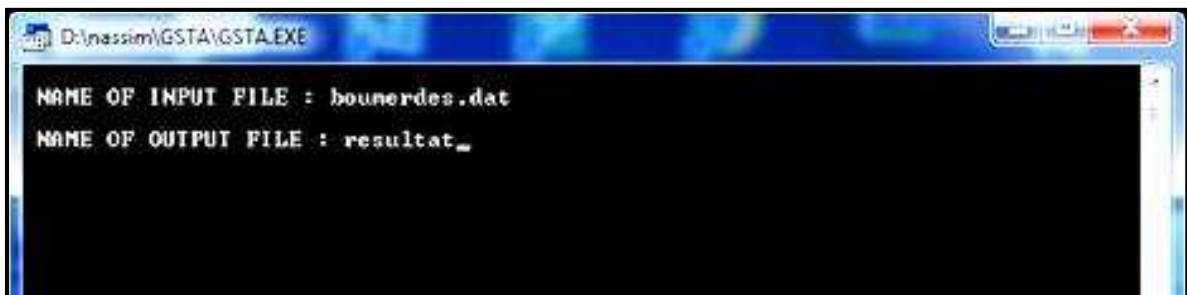 D:\nassim\GSTA\GSTA.EXE
NAME OF INPUT FILE : boumerdes.dat
NAME OF OUTPUT FILE : resultat_